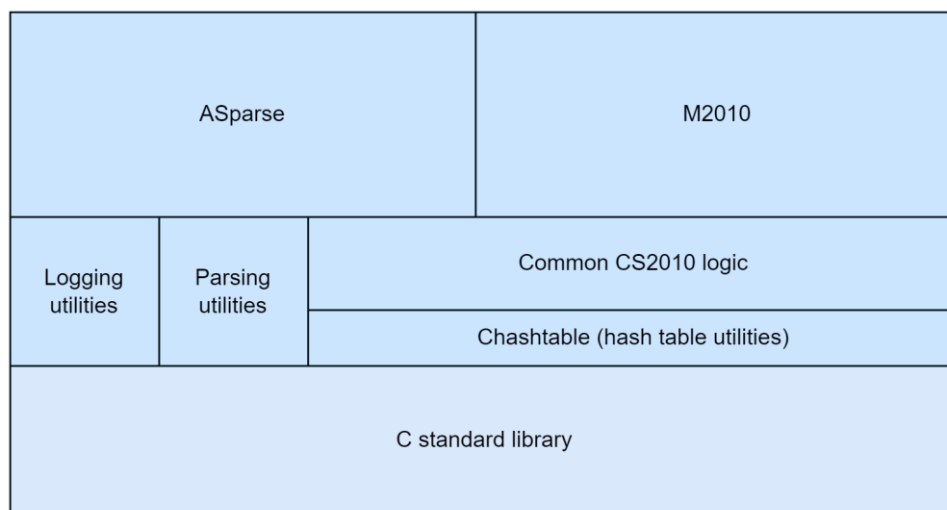 ASparse
M2010
Logging
utilities
Parsing
utilities
Common CS2010 logic
Chashtable (hash table utilities)
C standard library